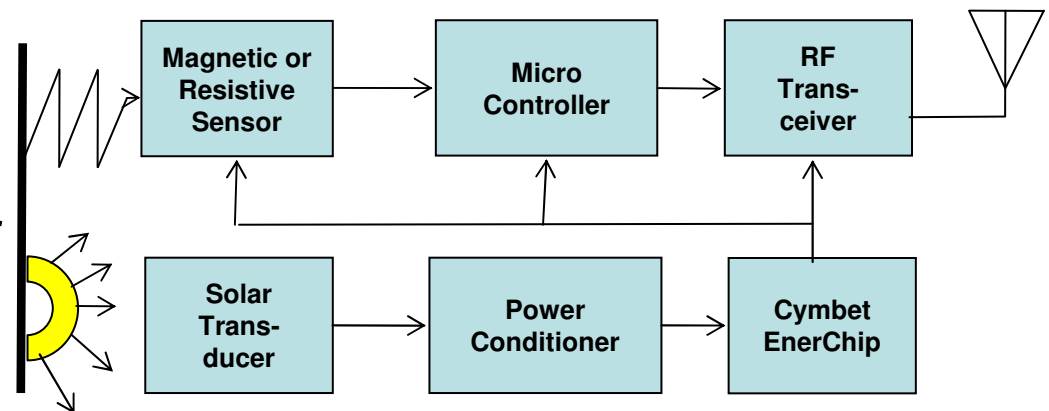 Magnetic or
Resistive
Sensor
Micro
Controller
RF
Trans-
ceiver
Solar
Trans-
ducer
Power
Conditioner
Cymbet
EnerChip